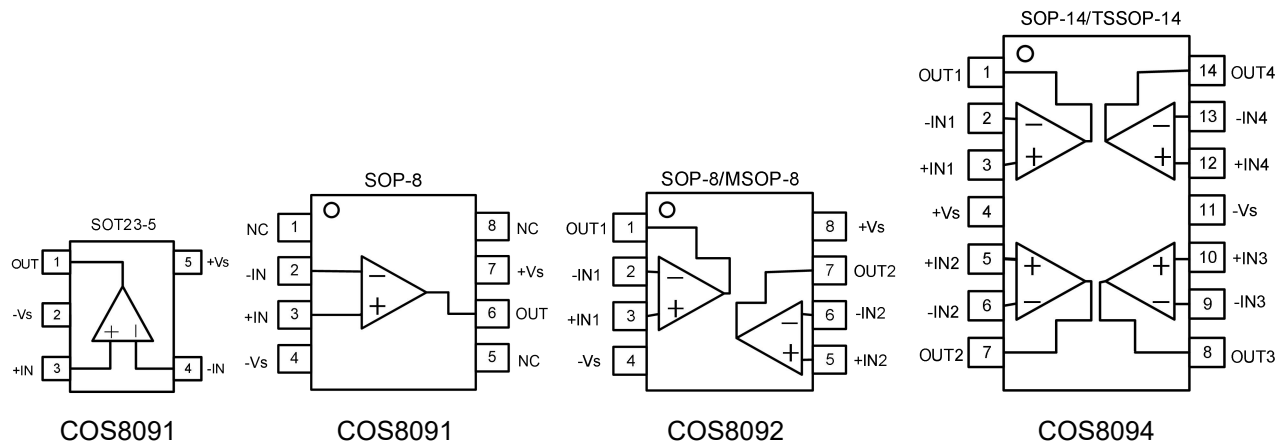 SOT23-5
OUT 1
-Vs 2
+IN 3
5 +Vs
4 -IN
COS8091
SOP-8
NC 1
-IN 2
+IN 3
-Vs 4
8 NC
7 +Vs
6 OUT
5 NC
COS8091
SOP-8/MSOP-8
OUT1 1
-IN1 2
+IN1 3
-Vs 4
8 +Vs
7 OUT2
6 -IN2
5 +IN2
COS8092
SOP-14/TSSOP-14
OUT1 1
-IN1 2
+IN1 3
+Vs 4
+IN2 5
-IN2 6
OUT2 7
14 OUT4
13 -IN4
12 +IN4
11 -Vs
10 +IN3
9 -IN3
8 OUT3
COS8094